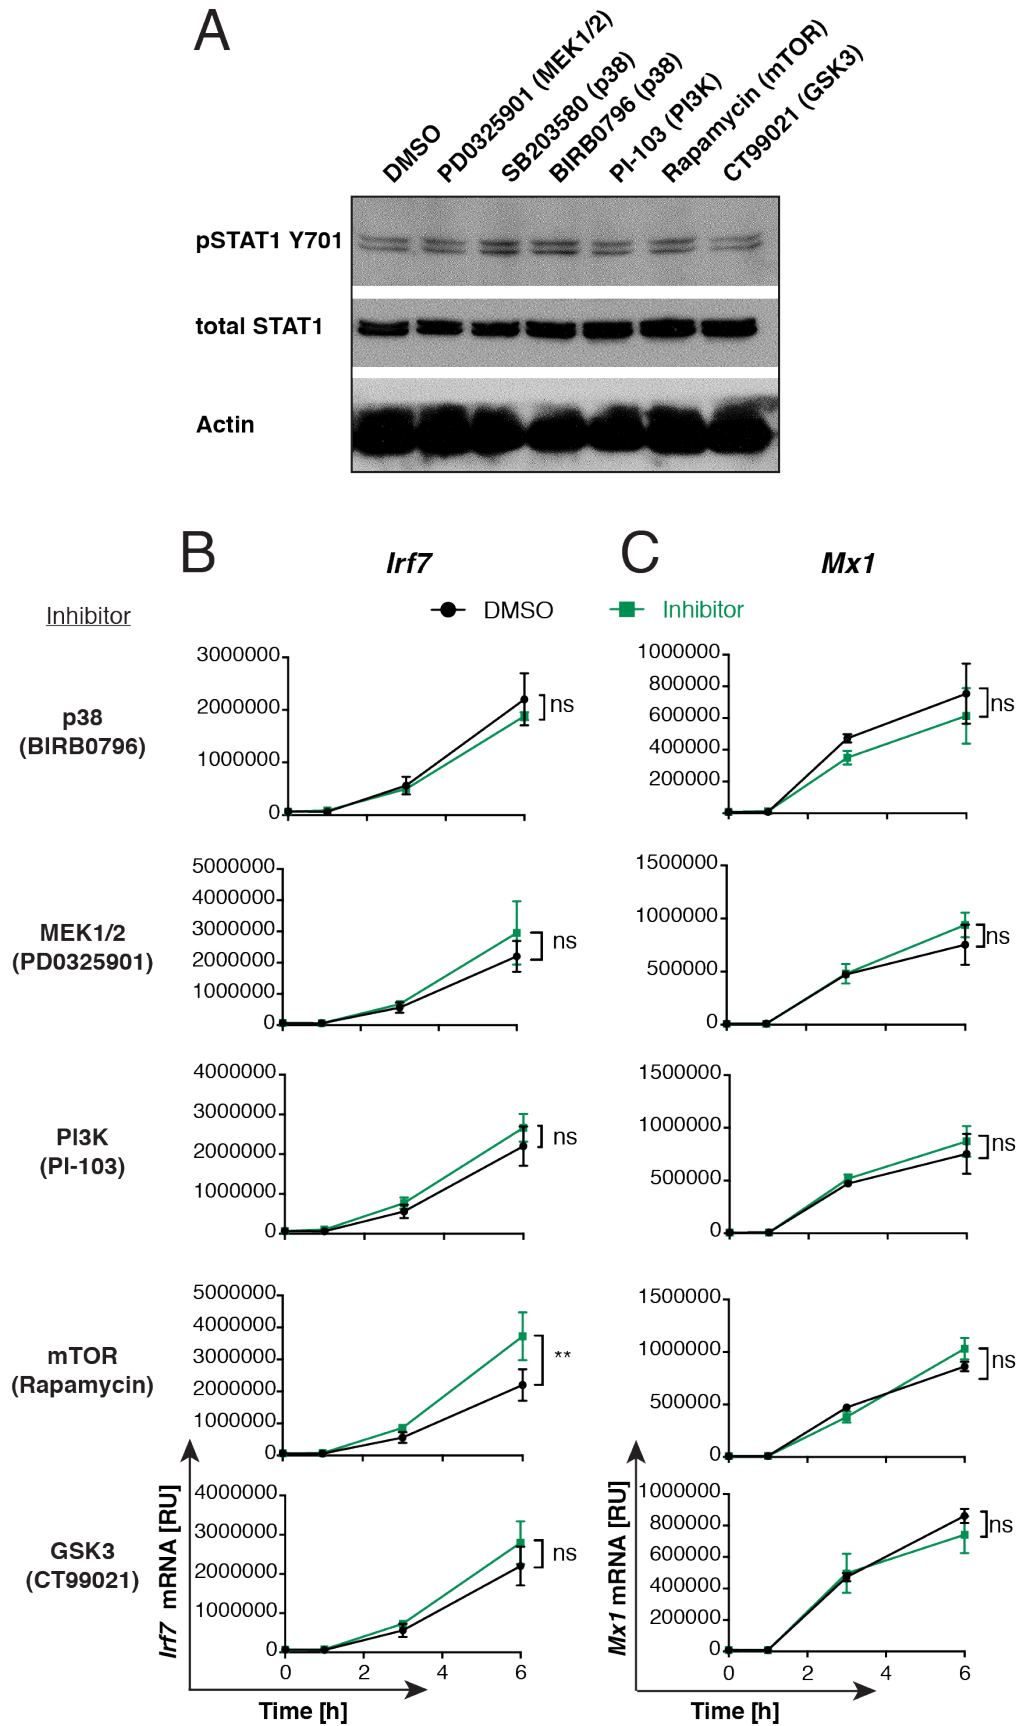 A
DMSO
PD0325901 (MEK1/2)
SB203580 (p38)
BIRB0796 (p38)
PI-103 (PI3K)
Rapamycin (mTOR)
CT99021 (GSK3)
pSTAT1 Y701
total STAT1
Actin
B
Irf7
C
Mx1
Inhibitor
DMSO
Inhibitor
p38
(BIRB0796)
3000000
2000000
1000000
0
ns
1000000
800000
600000
400000
200000
ns
MEK1/2
(PD0325901)
5000000
4000000
3000000
2000000
1000000
0
ns
1500000
1000000
500000
0
ns
PI3K
(PI-103)
4000000
3000000
2000000
1000000
0
ns
1500000
1000000
500000
0
ns
mTOR
(Rapamycin)
5000000
4000000
3000000
2000000
1000000
0
**
1500000
1000000
500000
0
ns
GSK3
(CT99021)
Irf7 mRNA [RU]
4000000
3000000
2000000
1000000
0
ns
0 2 4 6
Time [h]
Mx1 mRNA [RU]
1000000
800000
600000
400000
200000
0
ns
0 2 4 6
Time [h]